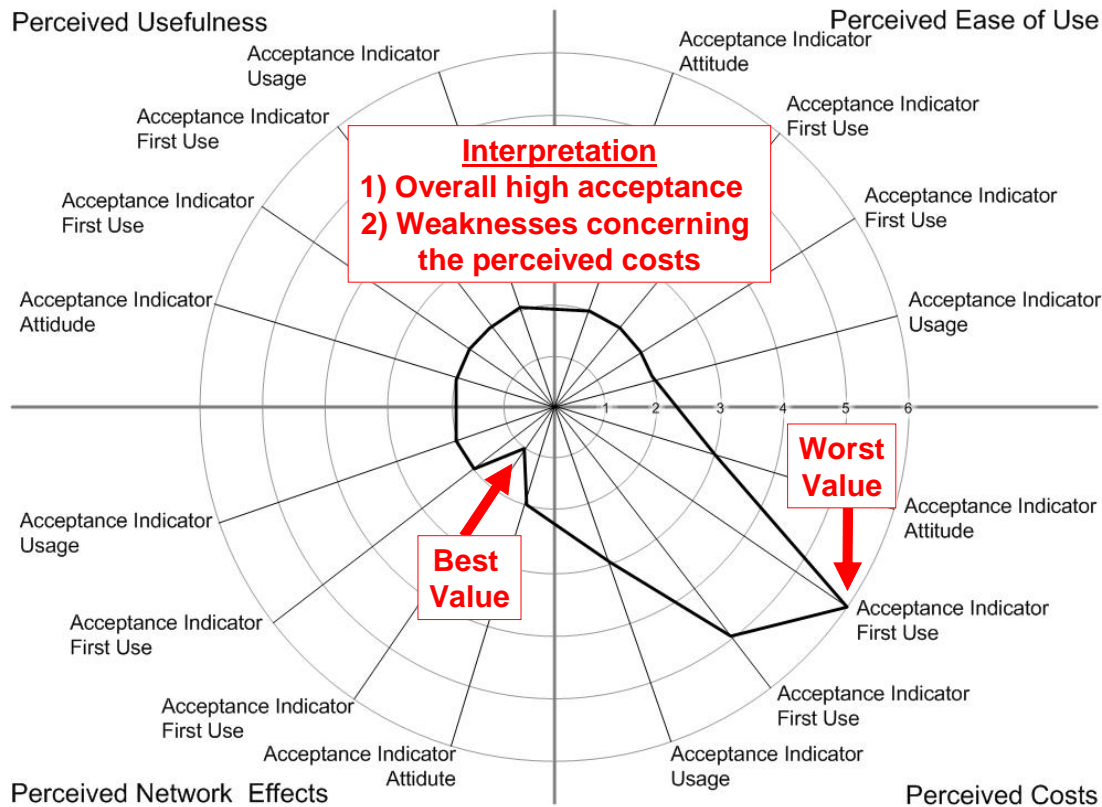 Perceived Usefulness
Perceived Ease of Use
Acceptance Indicator
Usage
Acceptance Indicator
Attitude
Acceptance Indicator
First Use
Acceptance Indicator
First Use
Interpretation
1) Overall high acceptance
2) Weaknesses concerning
the perceived costs
Acceptance Indicator
First Use
Acceptance Indicator
First Use
Acceptance Indicator
Attidude
Acceptance Indicator
Usage
1 2 3 4 5 6
Worst
Value
Acceptance Indicator
Usage
Acceptance Indicator
Attitude
Best
Value
Acceptance Indicator
First Use
Acceptance Indicator
First Use
Acceptance Indicator
First Use
Acceptance Indicator
First Use
Acceptance Indicator
Attidute
Acceptance Indicator
Usage
Perceived Network Effects
Perceived Costs